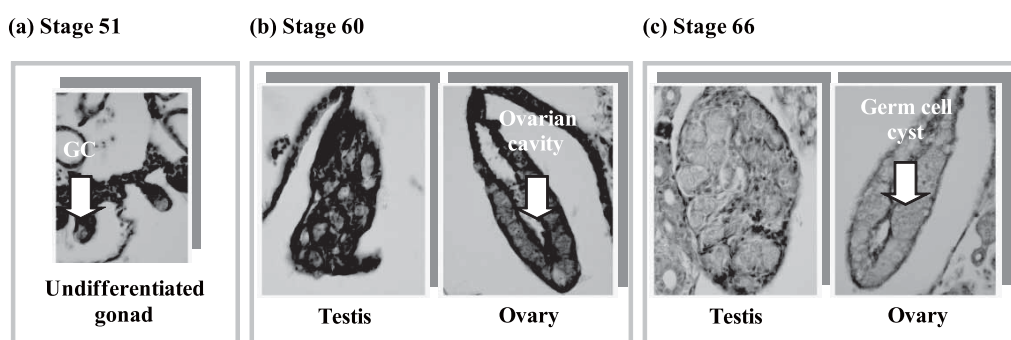 (a) Stage 51
(b) Stage 60
(c) Stage 66
GC
Undifferentiated
gonad
Testis
Ovarian
cavity
Ovary
Testis
Germ cell
cyst
Ovary